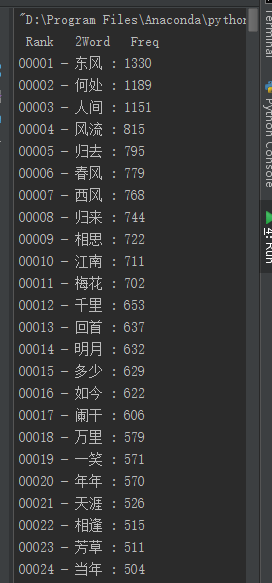 "D:\Program Files\Anaconda\python
Rank 2Word Freq
00001 - 东风 : 1330
00002 - 何处 : 1189
00003 - 人间 : 1151
00004 - 风流 : 815
00005 - 归去 : 795
00006 - 春风 : 779
00007 - 西风 : 768
00008 - 归来 : 744
00009 - 相思 : 722
00010 - 江南 : 711
00011 - 梅花 : 702
00012 - 千里 : 653
00013 - 回首 : 637
00014 - 明月 : 632
00015 - 多少 : 629
00016 - 如今 : 622
00017 - 阑干 : 606
00018 - 万里 : 579
00019 - 一笑 : 571
00020 - 年年 : 570
00021 - 天涯 : 526
00022 - 相逢 : 515
00023 - 芳草 : 511
00024 - 当年 : 504
Python Console
4: Run